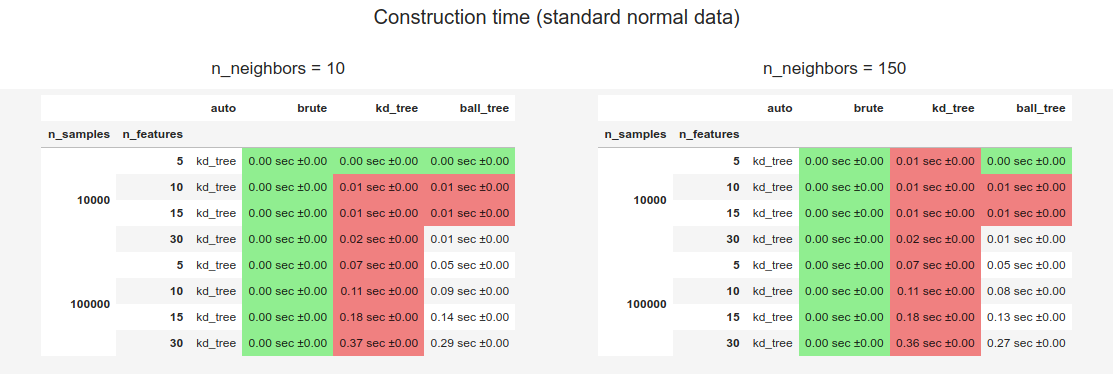 Construction time (standard normal data)
n_neighbors = 10
auto brute kd_tree ball_tree
n_samples n_features
10000
5 kd_tree 0.00 sec ±0.00 0.00 sec ±0.00 0.00 sec ±0.00
10 kd_tree 0.00 sec ±0.00 0.01 sec ±0.00 0.01 sec ±0.00
15 kd_tree 0.00 sec ±0.00 0.01 sec ±0.00 0.01 sec ±0.00
30 kd_tree 0.00 sec ±0.00 0.02 sec ±0.00 0.01 sec ±0.00
100000
5 kd_tree 0.00 sec ±0.00 0.07 sec ±0.00 0.05 sec ±0.00
10 kd_tree 0.00 sec ±0.00 0.11 sec ±0.00 0.09 sec ±0.00
15 kd_tree 0.00 sec ±0.00 0.18 sec ±0.00 0.14 sec ±0.00
30 kd_tree 0.00 sec ±0.00 0.37 sec ±0.00 0.29 sec ±0.00
n_neighbors = 150
auto brute kd_tree ball_tree
n_samples n_features
10000
5 kd_tree 0.00 sec ±0.00 0.01 sec ±0.00 0.00 sec ±0.00
10 kd_tree 0.00 sec ±0.00 0.01 sec ±0.00 0.01 sec ±0.00
15 kd_tree 0.00 sec ±0.00 0.01 sec ±0.00 0.01 sec ±0.00
30 kd_tree 0.00 sec ±0.00 0.02 sec ±0.00 0.01 sec ±0.00
100000
5 kd_tree 0.00 sec ±0.00 0.07 sec ±0.00 0.05 sec ±0.00
10 kd_tree 0.00 sec ±0.00 0.11 sec ±0.00 0.08 sec ±0.00
15 kd_tree 0.00 sec ±0.00 0.18 sec ±0.00 0.13 sec ±0.00
30 kd_tree 0.00 sec ±0.00 0.36 sec ±0.00 0.27 sec ±0.00